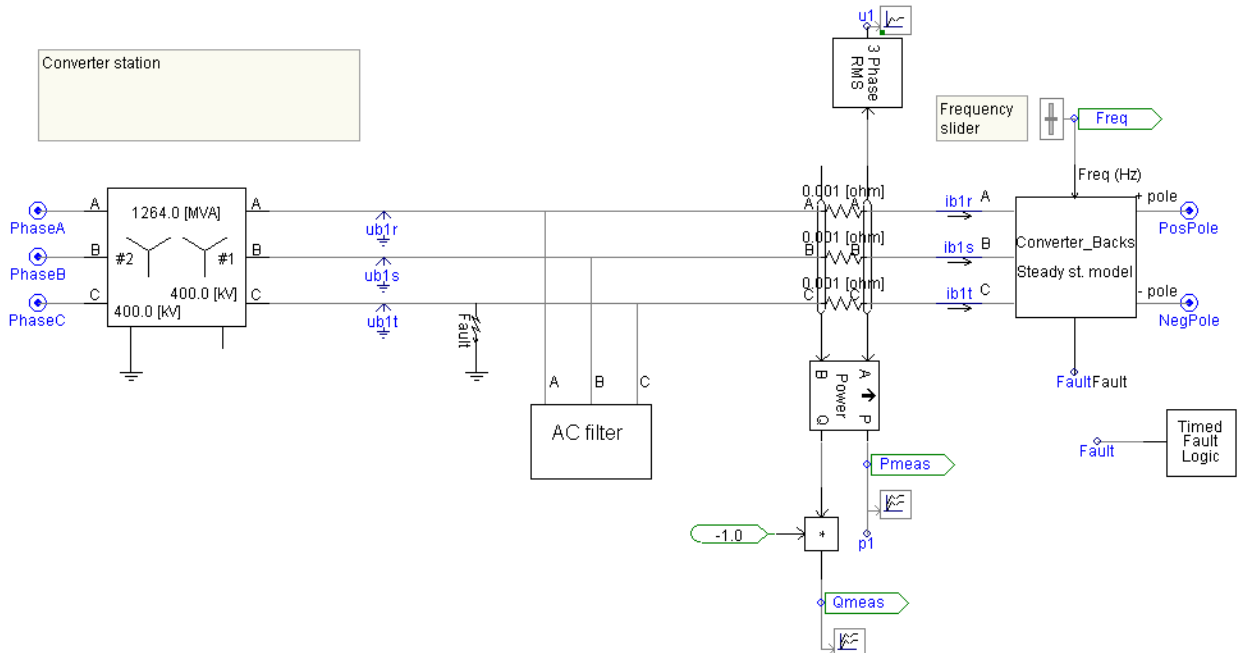 u1
3 Phase
RMS
Converter station
Frequency
slider
Freq
Freq (Hz)
0.001 [ohm]
A
PhaseA
1264.0 [MVA]
A
ub1r
A
A
ib1r
A
+ pole
PosPole
0.001 [ohm]
B
PhaseB
#2
#1
B
ub1s
B
B
ib1s
B
Converter_Backs
Steady st. model
0.001 [ohm]
C
PhaseC
400.0 [kV]
400.0 [kV]
C
ub1t
C
C
ib1t
C
- pole
NegPole
Fault
A
B
C
AC filter
B
A
Power
Q
P
FaultFault
Fault
Timed
Fault
Logic
Pmeas
p1
-1.0
*
Qmeas